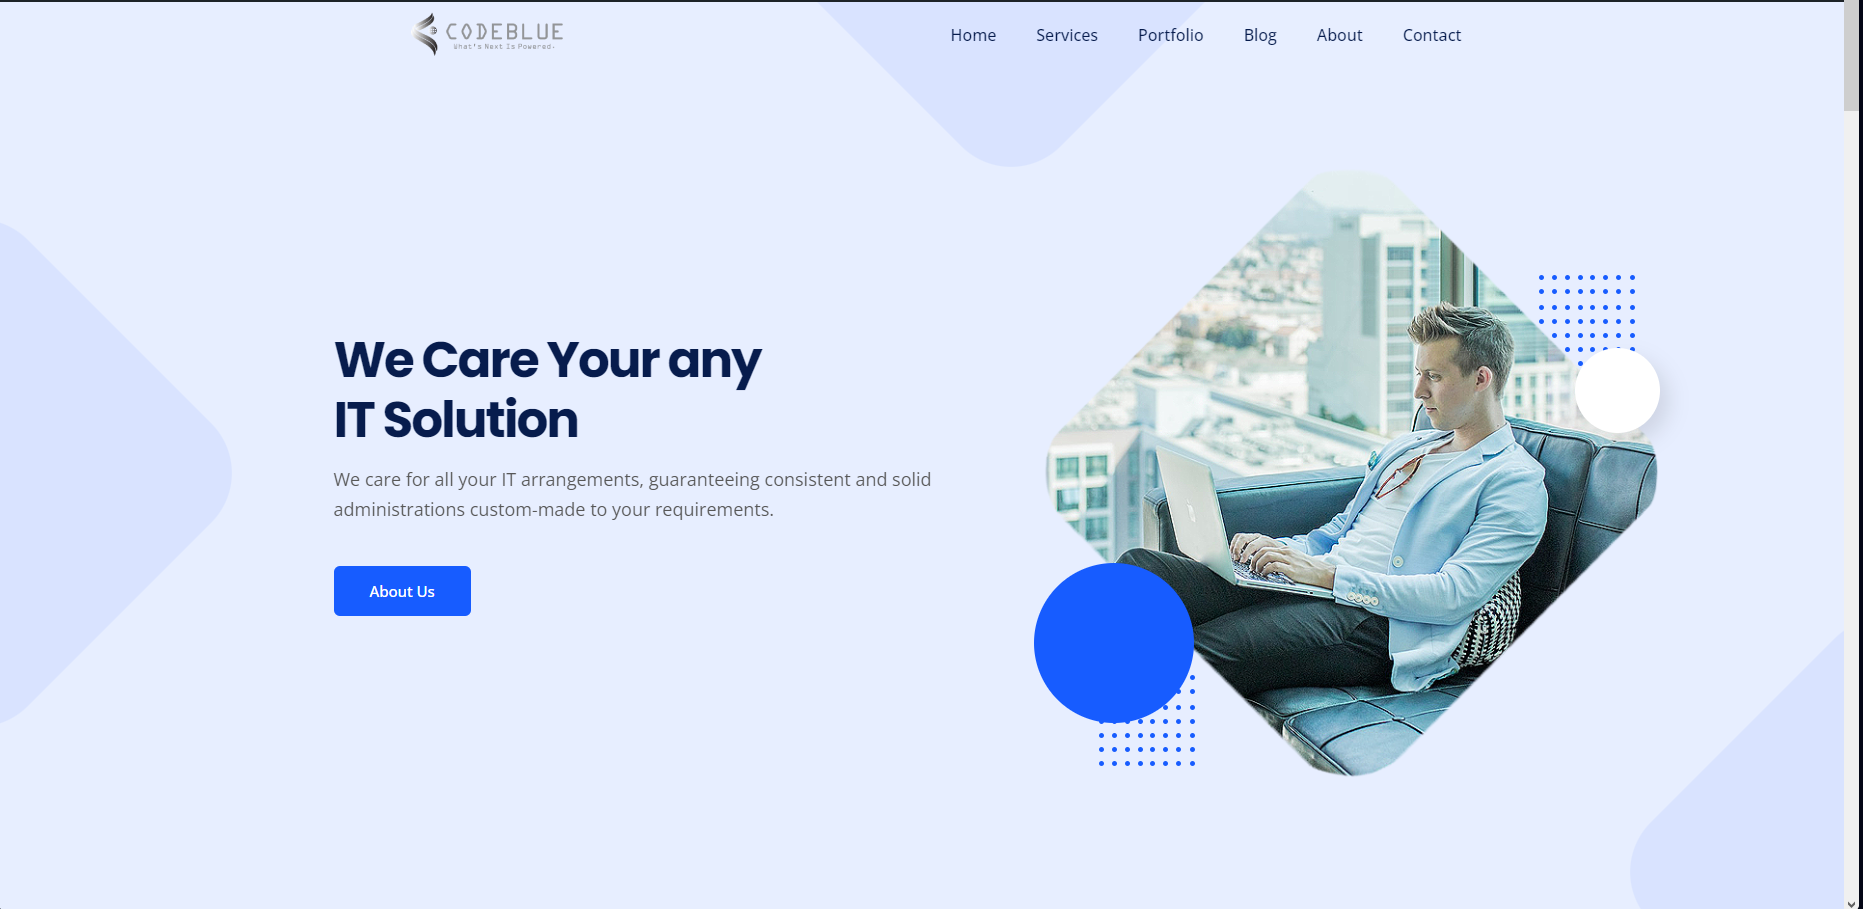 CODEBLUE
What's Next Is Powered.
Home Services Portfolio Blog About Contact
We Care Your any
IT Solution
We care for all your IT arrangements, guaranteeing consistent and solid
administrations custom-made to your requirements.
About Us